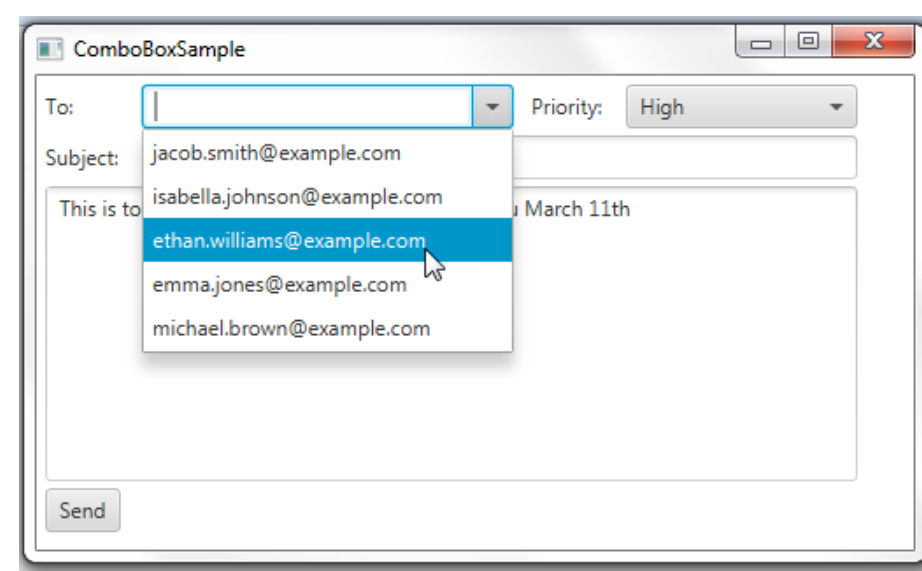 ComboBoxSample
To: Priority: High
Subject:
jacob.smith@example.com
isabella.johnson@example.com
This is to March 11th
ethan.williams@example.com
emma.jones@example.com
michael.brown@example.com
Send